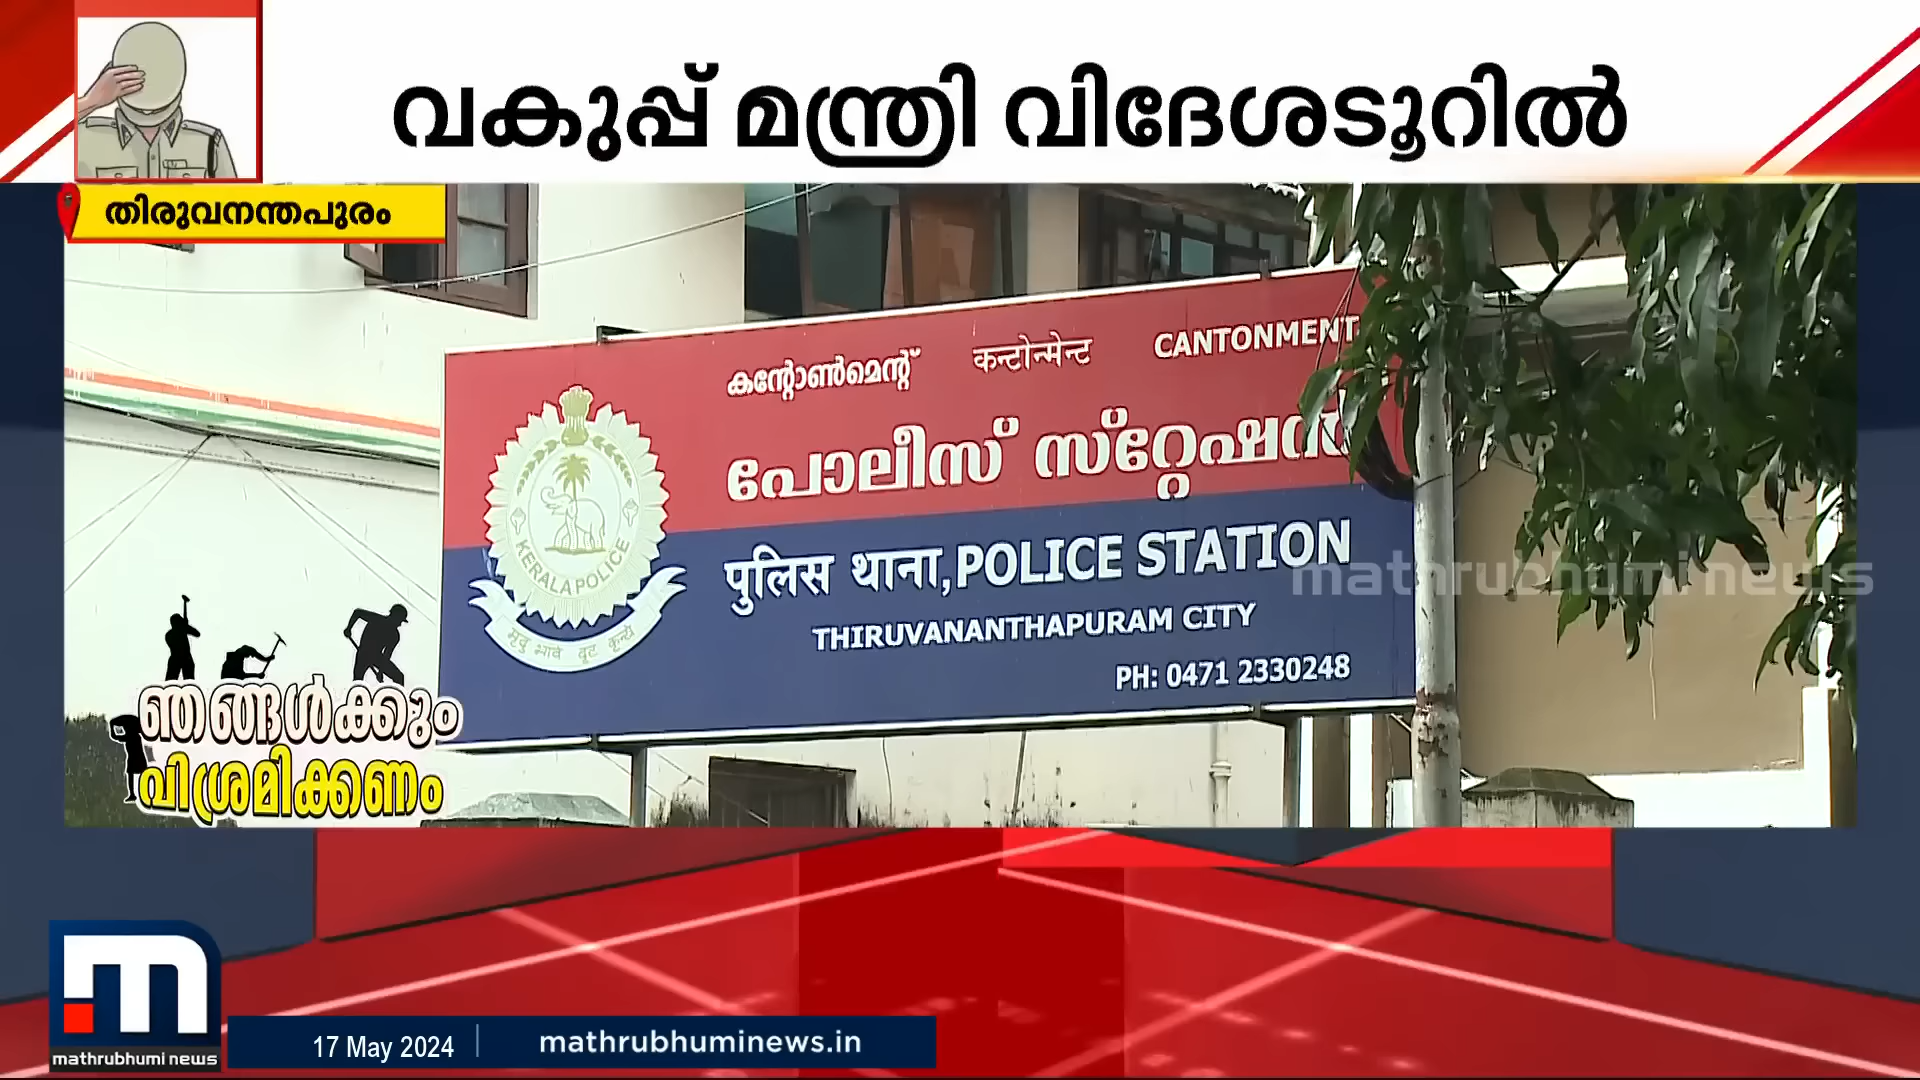 വകുപ്പ് മന്ത്രി വിദേശടൂറിൽ
തിരുവനന്തപുരം
കന്റോൺമെന്റ് कन्टोन्मेन्ट CANTONMENT
പോലീസ് സ്റ്റേഷൻ
पुलिस थाना, POLICE STATION
THIRUVANANTHAPURAM CITY
PH: 0471 2330248
KERALA POLICE
मृदु भावे दृढ कृत्ये
mathrubhumi news
ഞങ്ങൾക്കും
വിശ്രമിക്കണം
mathrubhumi news
17 May 2024
mathrubhuminews.in